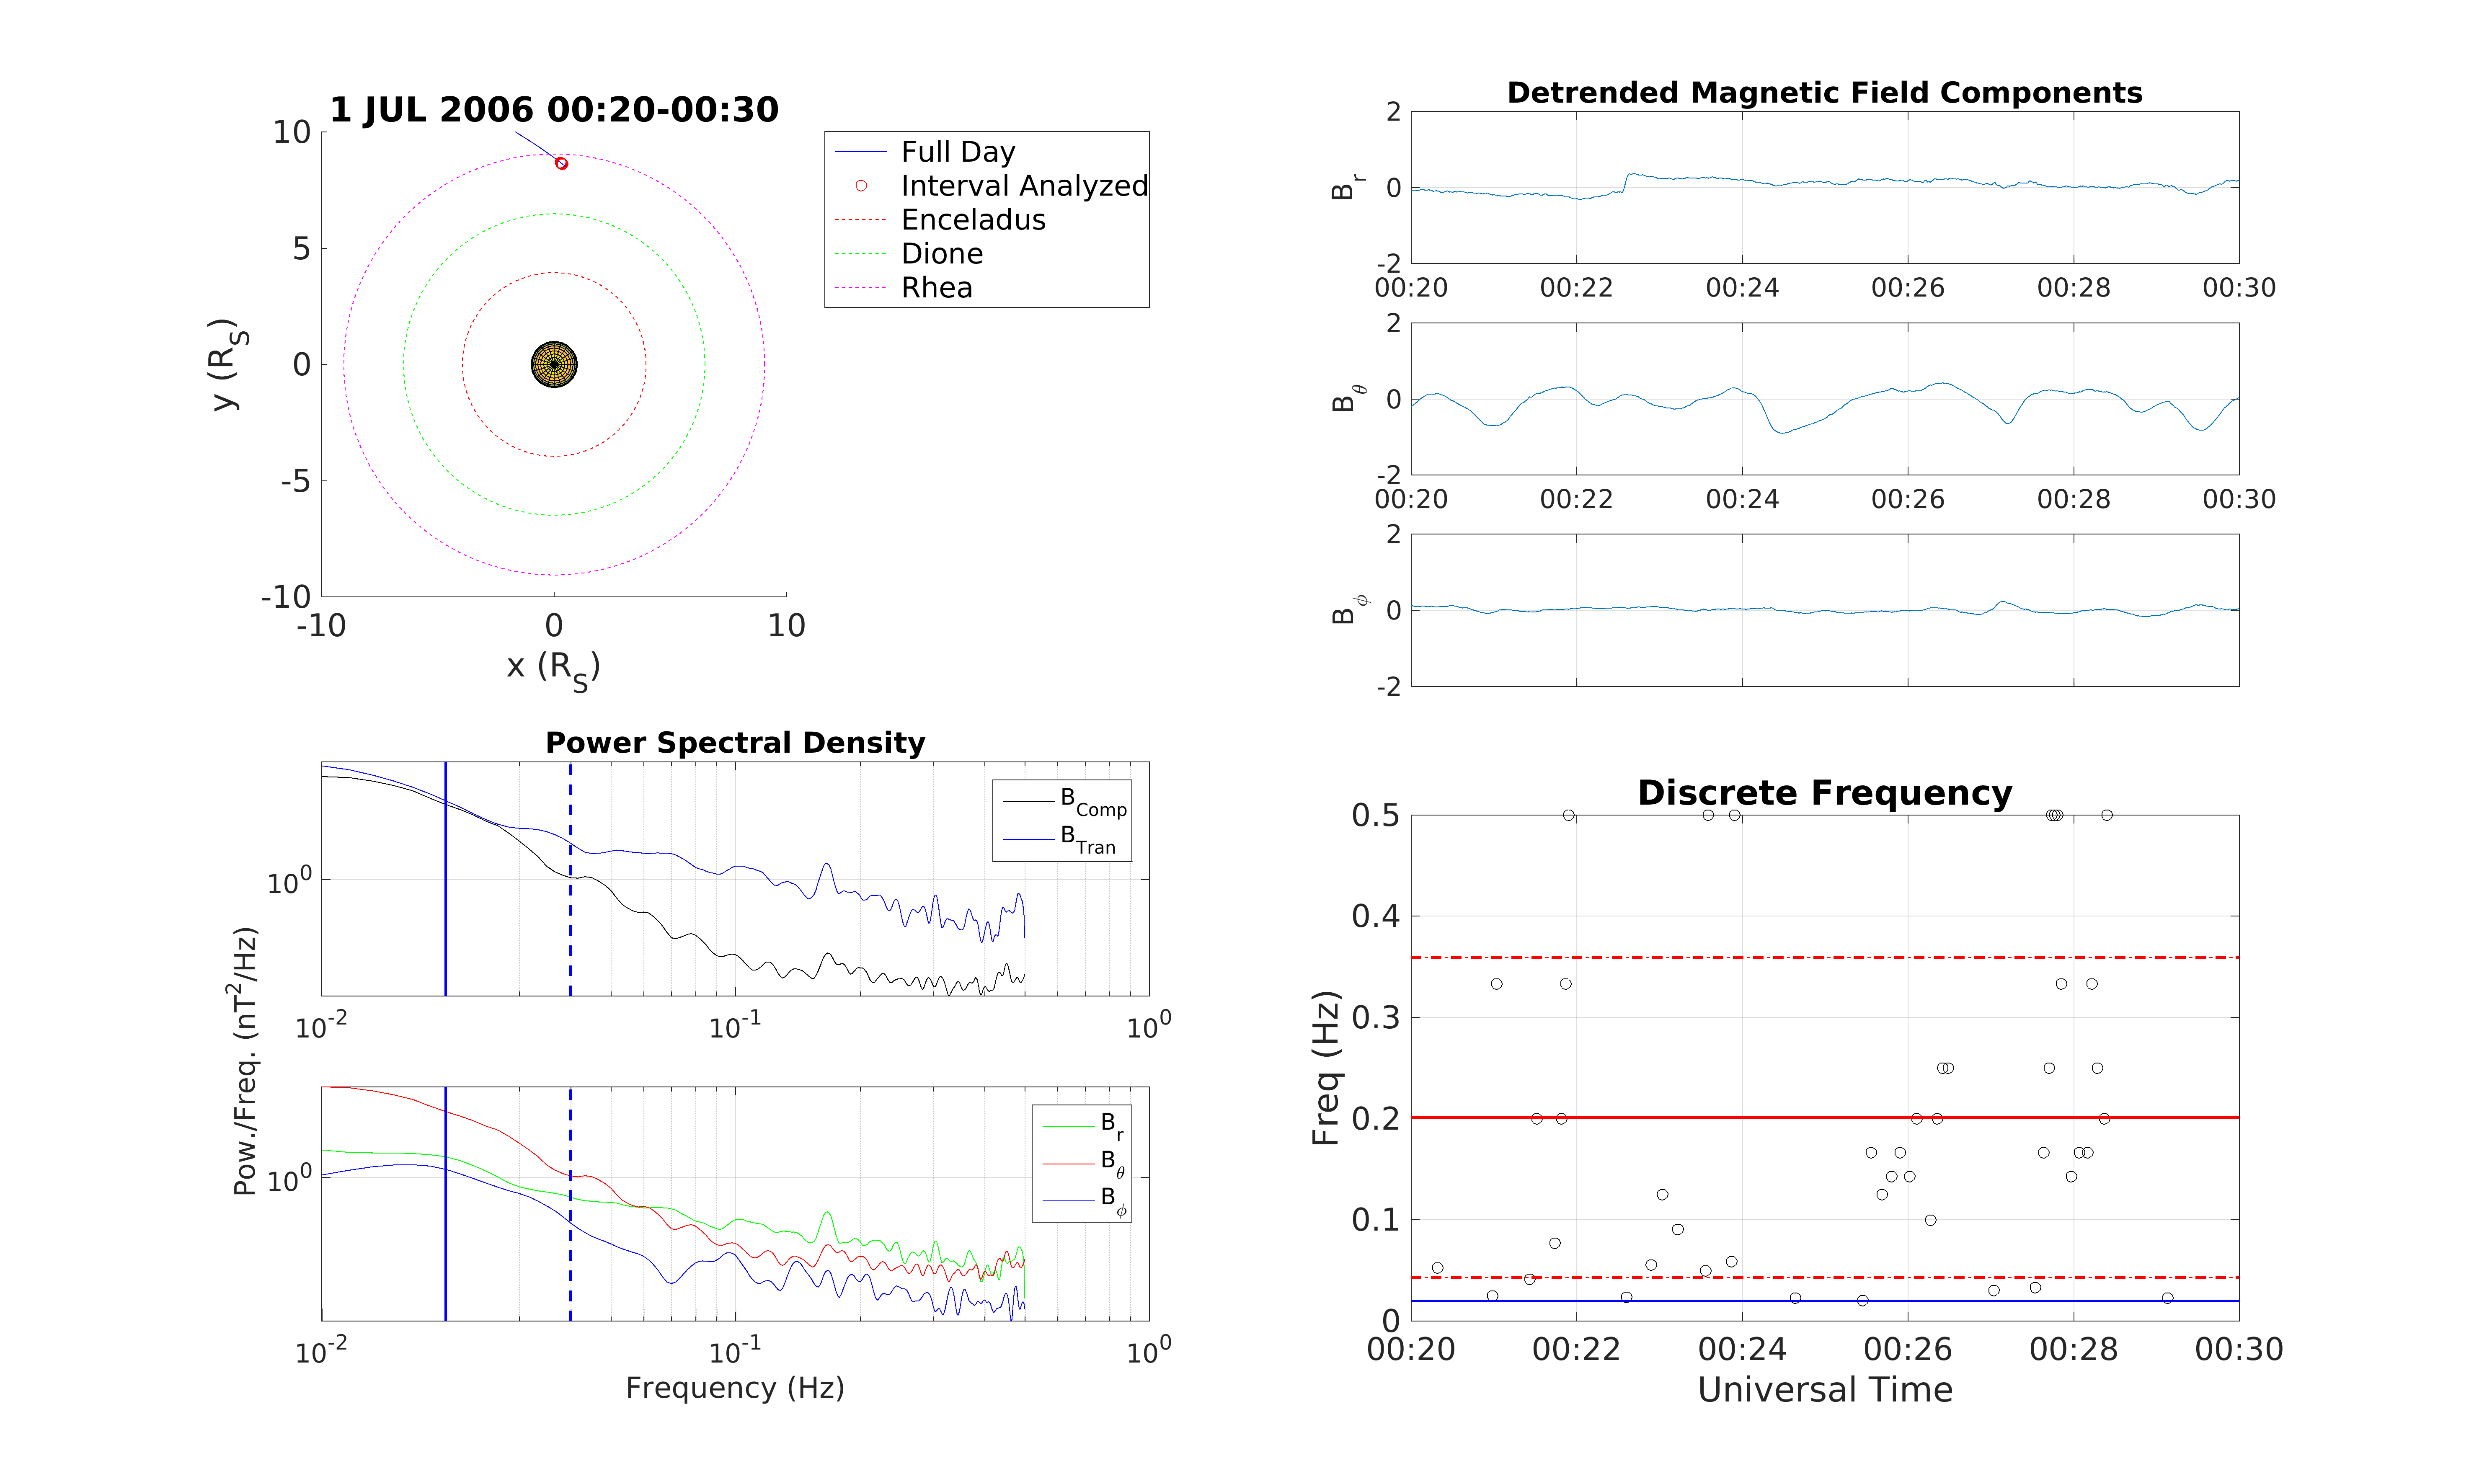 1 JUL 2006 00:20-00:30
10
5
0
-5
-10
-10 0 10
y (R_S)
x (R_S)
Full Day
Interval Analyzed
Enceladus
Dione
Rhea
Detrended Magnetic Field Components
2
0
-2
B_r
00:20 00:22 00:24 00:26 00:28 00:30
2
0
-2
B_θ
00:20 00:22 00:24 00:26 00:28 00:30
2
0
-2
B_ϕ
Power Spectral Density
10^0
B_Comp
B_Tran
10^-2 10^-1 10^0
Pow./Freq. (nT^2/Hz)
10^0
B_r
B_θ
B_ϕ
10^-2 10^-1 10^0
Frequency (Hz)
Discrete Frequency
0.5
0.4
0.3
0.2
0.1
0
Freq (Hz)
00:20 00:22 00:24 00:26 00:28 00:30
Universal Time